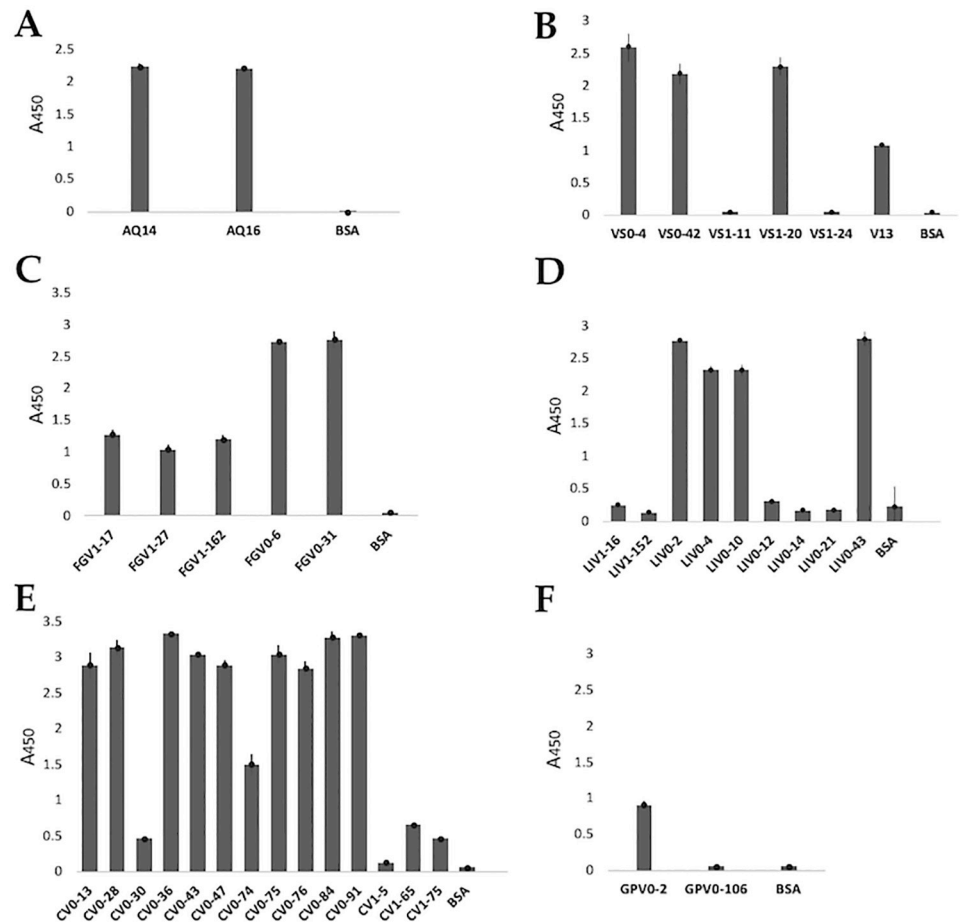 A
A450
2.5
2
1.5
1
0.5
0
AQ14 AQ16 BSA
B
A450
3
2.5
2
1.5
1
0.5
0
VS0-4 VS0-42 VS1-11 VS1-20 VS1-24 V13 BSA
C
A450
3.5
3
2.5
2
1.5
1
0.5
0
FGV1-17 FGV1-27 FGV1-162 FGV0-6 FGV0-31 BSA
D
A450
3
2.5
2
1.5
1
0.5
0
LIV1-16 LIV1-152 LIV0-2 LIV0-4 LIV0-10 LIV0-12 LIV0-14 LIV0-21 LIV0-43 BSA
E
A450
3.5
3
2.5
2
1.5
1
0.5
0
CV0-13 CV0-28 CV0-30 CV0-36 CV0-43 CV0-47 CV0-74 CV0-75 CV0-76 CV0-84 CV0-91 CV1-5 CV1-65 CV1-75 BSA
F
A450
3
2.5
2
1.5
1
0.5
0
GPV0-2 GPV0-106 BSA